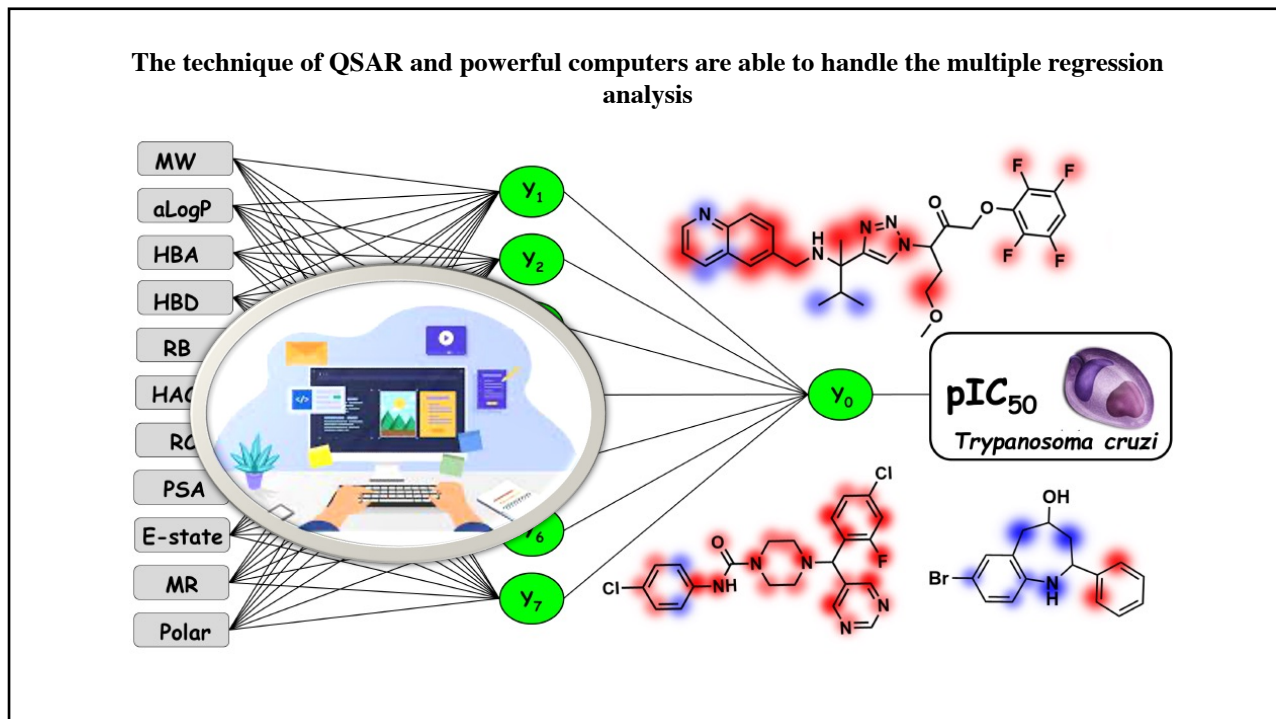 The technique of QSAR and powerful computers are able to handle the multiple regression
analysis
MW
aLogP
HBA
HBD
RB
PSA
E-state
MR
Polar
Y₁
Y₂
Y₆
Y₇
Y₀
pIC₅₀
Trypanosoma cruzi
N
H
N
N
N
N
O
O
O
F
F
F
F
Cl
O
NH
N
N
F
Cl
N
N
OH
Br
N
H